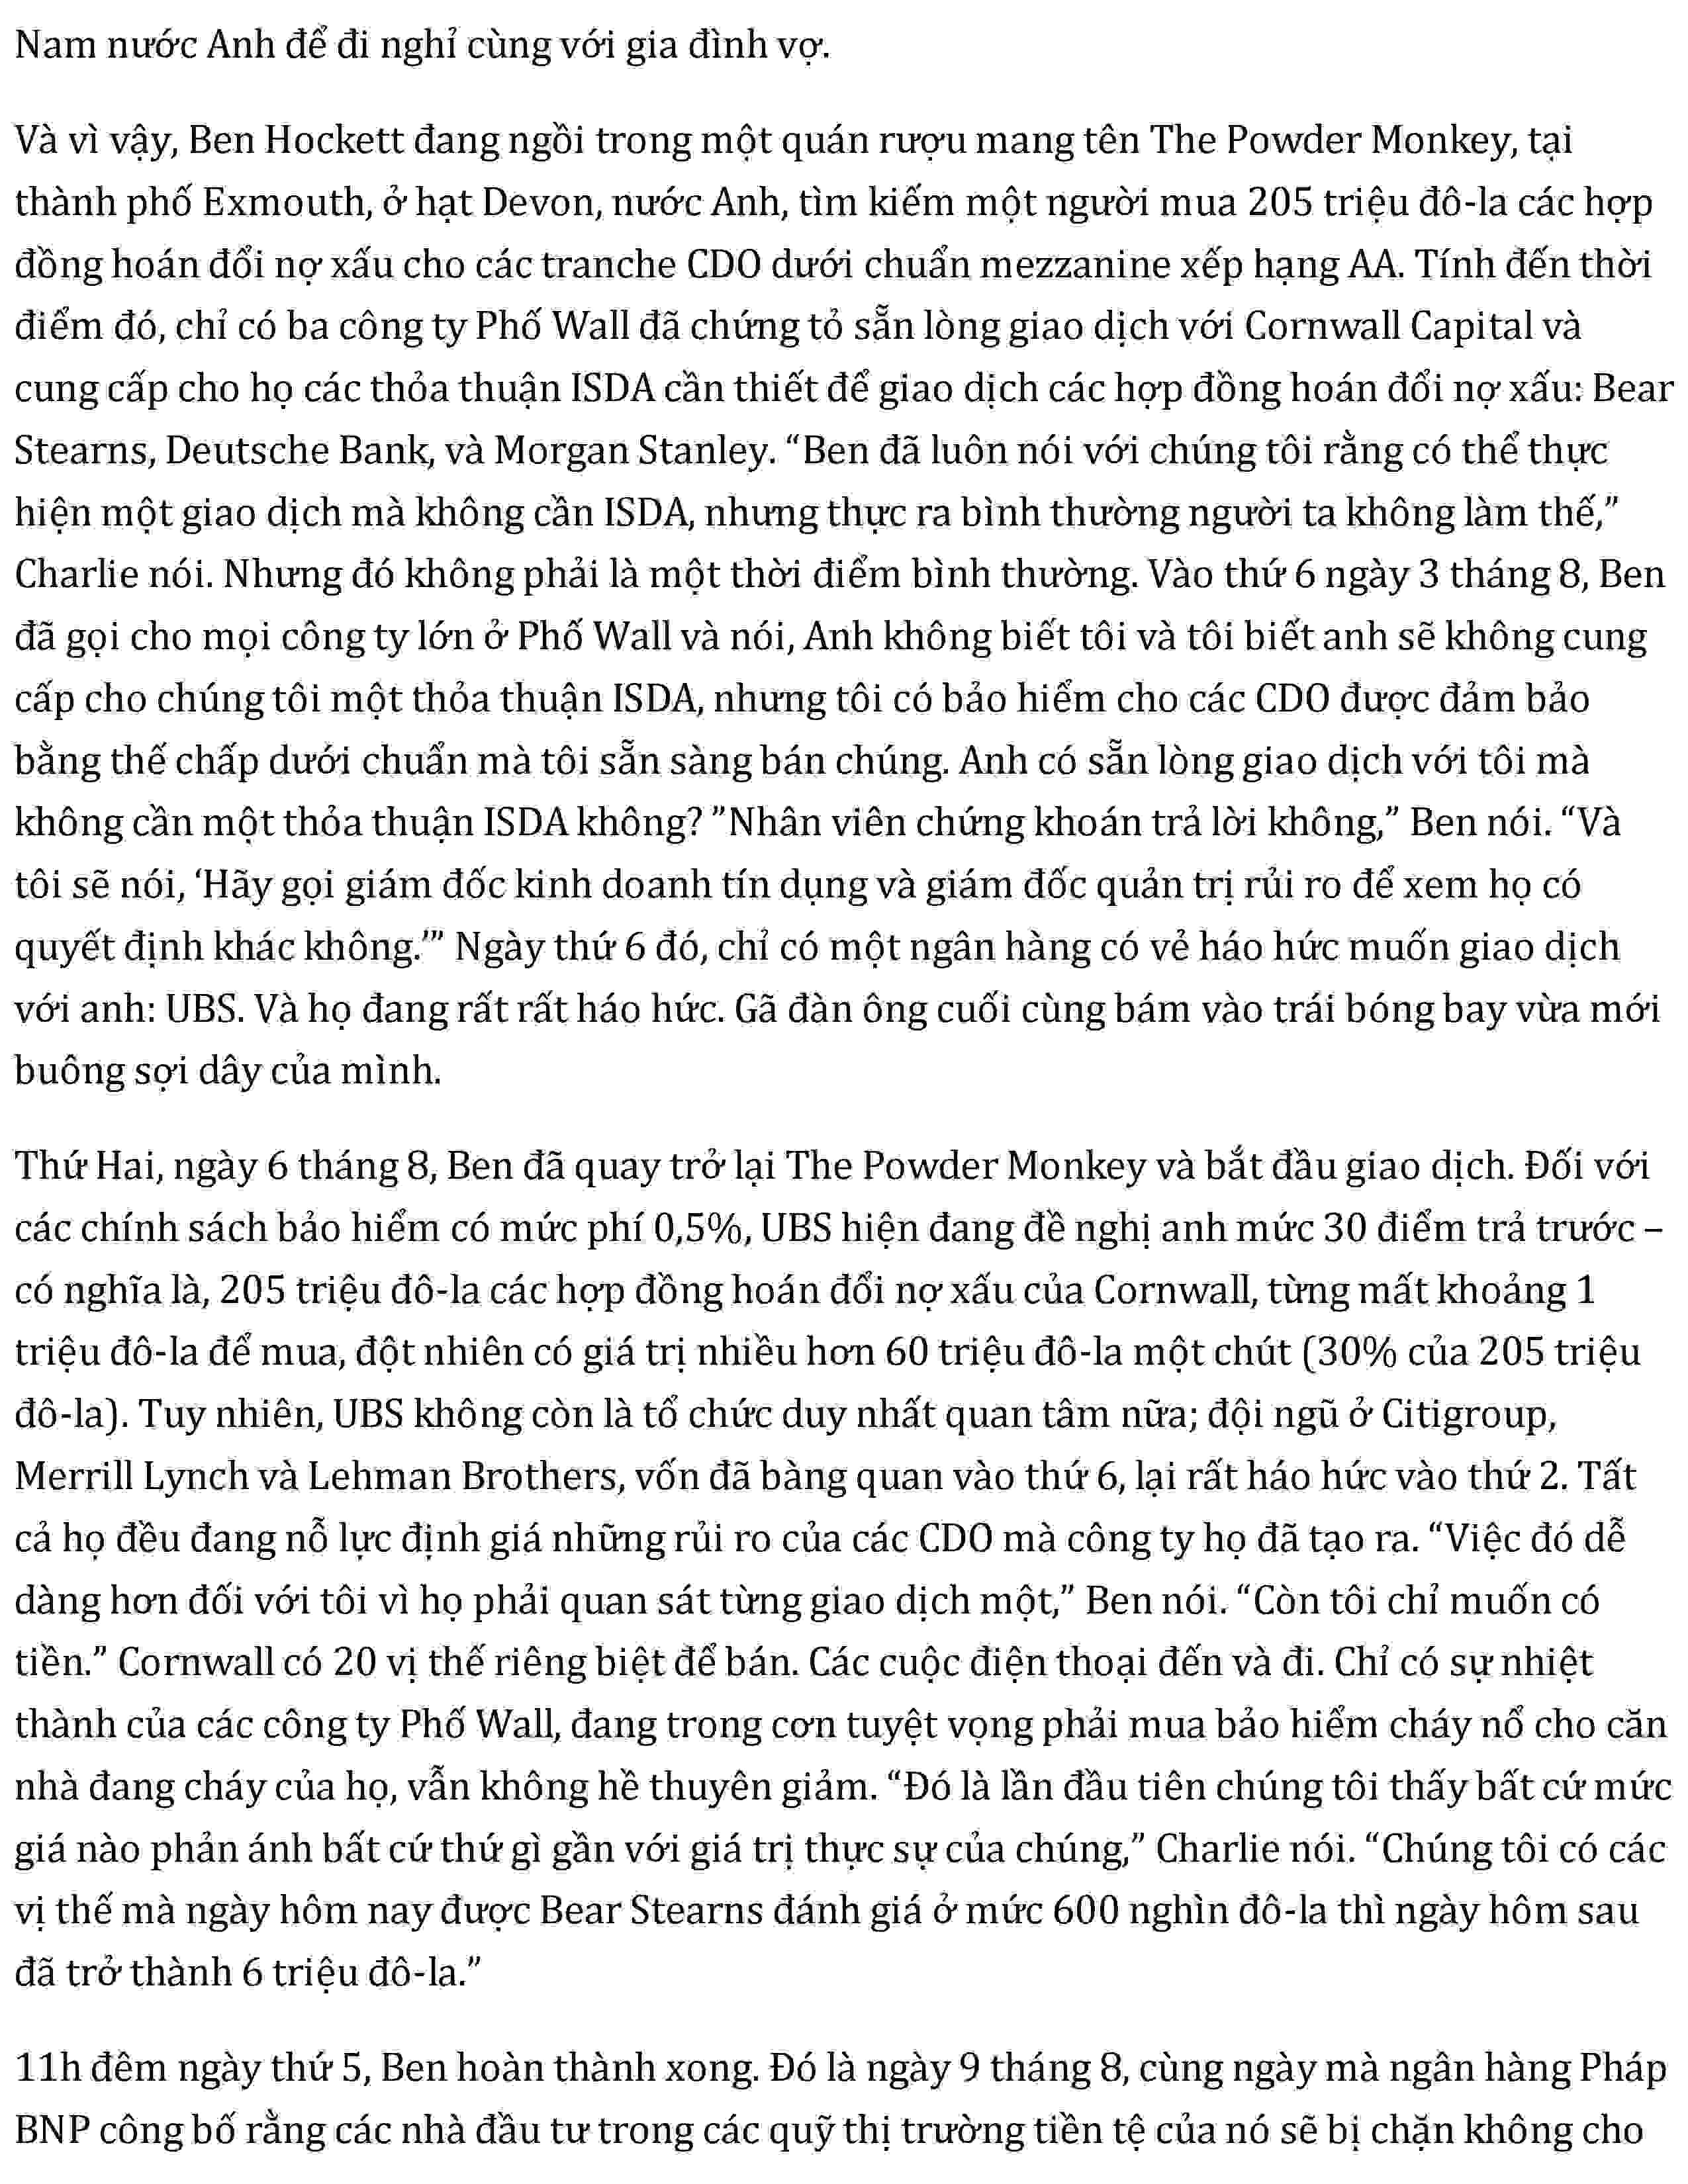 Nam nước Anh để đi nghỉ cùng với gia đình vợ.
Và vì vậy, Ben Hockett đang ngồi trong một quán rượu mang tên The Powder Monkey, tại
thành phố Exmouth, ở hạt Devon, nước Anh, tìm kiếm một người mua 205 triệu đô-la các hợp
đồng hoán đổi nợ xấu cho các tranche CDO dưới chuẩn mezzanine xếp hạng AA. Tính đến thời
điểm đó, chỉ có ba công ty Phố Wall đã chứng tỏ sẵn lòng giao dịch với Cornwall Capital và
cung cấp cho họ các thỏa thuận ISDA cần thiết để giao dịch các hợp đồng hoán đổi nợ xấu: Bear
Stearns, Deutsche Bank, và Morgan Stanley. “Ben đã luôn nói với chúng tôi rằng có thể thực
hiện một giao dịch mà không cần ISDA, nhưng thực ra bình thường người ta không làm thế,”
Charlie nói. Nhưng đó không phải là một thời điểm bình thường. Vào thứ 6 ngày 3 tháng 8, Ben
đã gọi cho mọi công ty lớn ở Phố Wall và nói, Anh không biết tôi và tôi biết anh sẽ không cung
cấp cho chúng tôi một thỏa thuận ISDA, nhưng tôi có bảo hiểm cho các CDO được đảm bảo
bằng thế chấp dưới chuẩn mà tôi sẵn sàng bán chúng. Anh có sẵn lòng giao dịch với tôi mà
không cần một thỏa thuận ISDA không? ”Nhân viên chứng khoán trả lời không,” Ben nói. “Và
tôi sẽ nói, ‘Hãy gọi giám đốc kinh doanh tín dụng và giám đốc quản trị rủi ro để xem họ có
quyết định khác không.’” Ngày thứ 6 đó, chỉ có một ngân hàng có vẻ háo hức muốn giao dịch
với anh: UBS. Và họ đang rất rất háo hức. Gã đàn ông cuối cùng bám vào trái bóng bay vừa mới
buông sợi dây của mình.
Thứ Hai, ngày 6 tháng 8, Ben đã quay trở lại The Powder Monkey và bắt đầu giao dịch. Đối với
các chính sách bảo hiểm có mức phí 0,5%, UBS hiện đang đề nghị anh mức 30 điểm trả trước –
có nghĩa là, 205 triệu đô-la các hợp đồng hoán đổi nợ xấu của Cornwall, từng mất khoảng 1
triệu đô-la để mua, đột nhiên có giá trị nhiều hơn 60 triệu đô-la một chút (30% của 205 triệu
đô-la). Tuy nhiên, UBS không còn là tổ chức duy nhất quan tâm nữa; đội ngũ ở Citigroup,
Merrill Lynch và Lehman Brothers, vốn đã bàng quan vào thứ 6, lại rất háo hức vào thứ 2. Tất
cả họ đều đang nỗ lực định giá những rủi ro của các CDO mà công ty họ đã tạo ra. “Việc đó dễ
dàng hơn đối với tôi vì họ phải quan sát từng giao dịch một,” Ben nói. “Còn tôi chỉ muốn có
tiền.” Cornwall có 20 vị thế riêng biệt để bán. Các cuộc điện thoại đến và đi. Chỉ có sự nhiệt
thành của các công ty Phố Wall, đang trong cơn tuyệt vọng phải mua bảo hiểm cháy nổ cho căn
nhà đang cháy của họ, vẫn không hề thuyên giảm. “Đó là lần đầu tiên chúng tôi thấy bất cứ mức
giá nào phản ánh bất cứ thứ gì gần với giá trị thực sự của chúng,” Charlie nói. “Chúng tôi có các
vị thế mà ngày hôm nay được Bear Stearns đánh giá ở mức 600 nghìn đô-la thì ngày hôm sau
đã trở thành 6 triệu đô-la.”
11h đêm ngày thứ 5, Ben hoàn thành xong. Đó là ngày 9 tháng 8, cùng ngày mà ngân hàng Pháp
BNP công bố rằng các nhà đầu tư trong các quỹ thị trường tiền tệ của nó sẽ bị chặn không cho